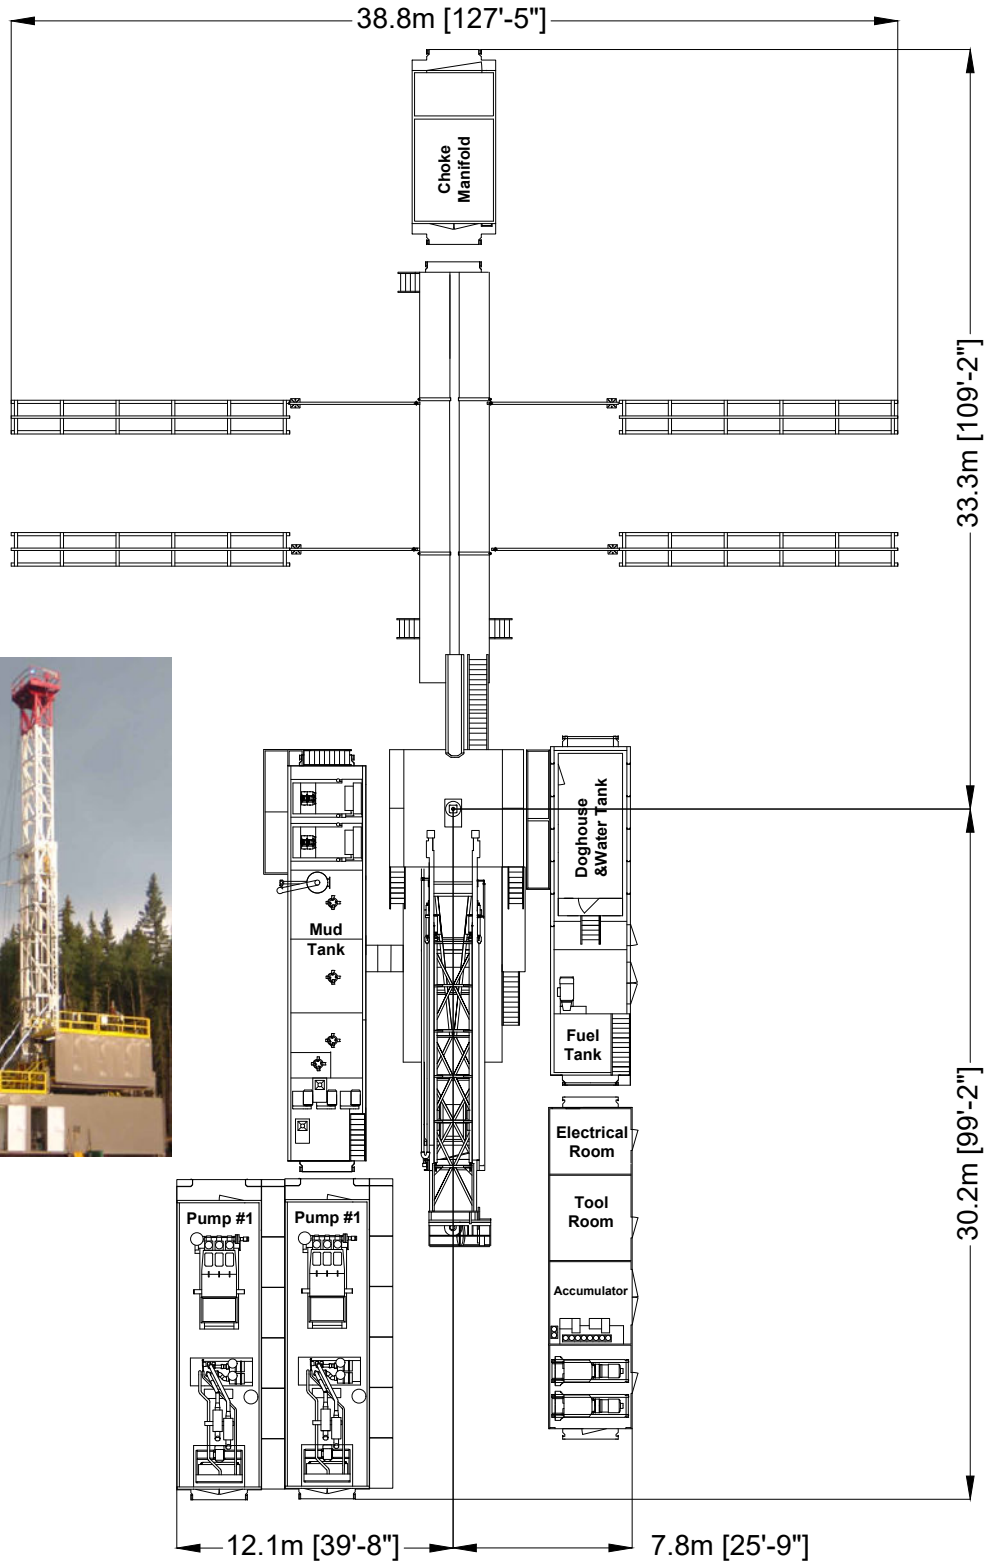 38.8m [127'-5"]
Choke
Manifold
33.3m [109'-2"]
Doghouse
&Water Tank
Mud
Tank
Fuel
Tank
Electrical
Room
30.2m [99'-2"]
Tool
Room
Pump #1
Pump #1
Accumulator
12.1m [39'-8"]
7.8m [25'-9"]